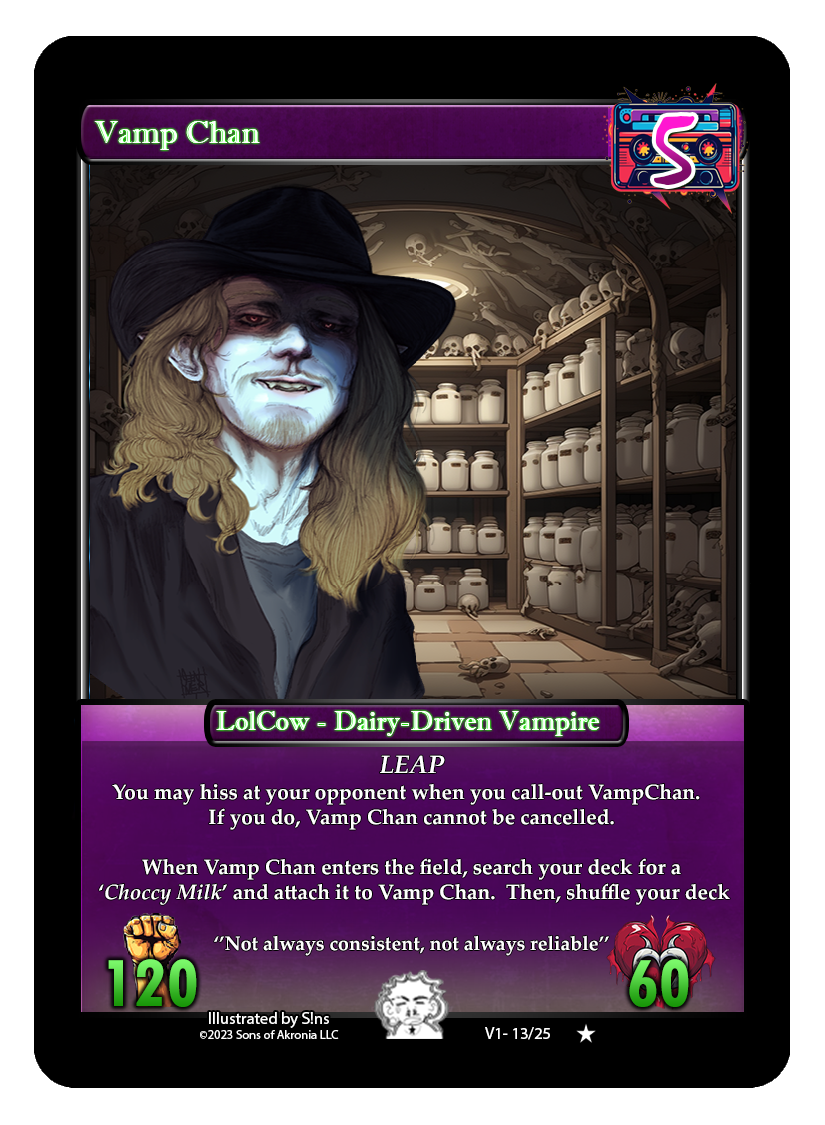 Vamp Chan
S
LolCow - Dairy-Driven Vampire
LEAP
You may hiss at your opponent when you call-out VampChan.
If you do, Vamp Chan cannot be cancelled.
When Vamp Chan enters the field, search your deck for a
‘Choccy Milk’ and attach it to Vamp Chan.  Then, shuffle your deck
“Not always consistent, not always reliable”
120
60
Illustrated by S!ns
©2023 Sons of Akronia LLC
V1- 13/25